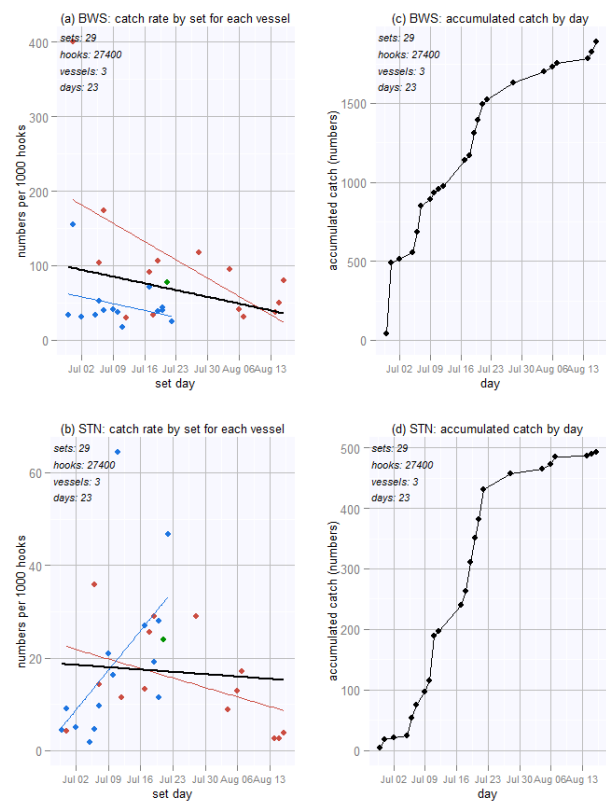 (a) BWS: catch rate by set for each vessel
sets: 29
hooks: 27400
vessels: 3
days: 23
numbers per 1000 hooks
400
300
200
100
0
Jul 02 Jul 09 Jul 16 Jul 23 Jul 30 Aug 06 Aug 13
set day
(c) BWS: accumulated catch by day
sets: 29
hooks: 27400
vessels: 3
days: 23
accumulated catch (numbers)
1500
1000
500
0
Jul 02 Jul 09 Jul 16 Jul 23 Jul 30 Aug 06 Aug 13
day
(b) STN: catch rate by set for each vessel
sets: 29
hooks: 27400
vessels: 3
days: 23
numbers per 1000 hooks
60
40
20
0
Jul 02 Jul 09 Jul 16 Jul 23 Jul 30 Aug 06 Aug 13
set day
(d) STN: accumulated catch by day
sets: 29
hooks: 27400
vessels: 3
days: 23
accumulated catch (numbers)
500
400
300
200
100
0
Jul 02 Jul 09 Jul 16 Jul 23 Jul 30 Aug 06 Aug 13
day